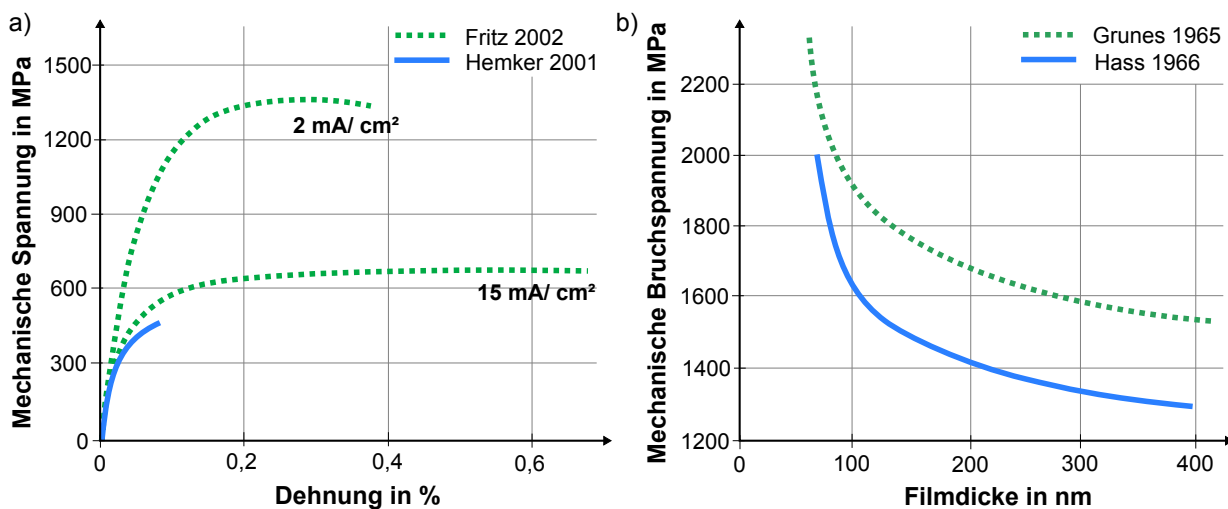 a)
Mechanische Spannung in MPa
1500
1200
900
600
300
0
0
0,2
0,4
0,6
Dehnung in %
Fritz 2002
Hemker 2001
2 mA/ cm²
15 mA/ cm²
b)
Mechanische Bruchspannung in MPa
2200
2000
1800
1600
1400
1200
0
100
200
300
400
Filmdicke in nm
Grunes 1965
Hass 1966